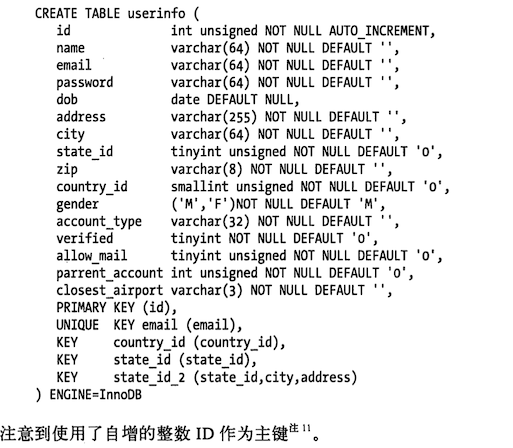 CREATE TABLE userinfo (
id int unsigned NOT NULL AUTO_INCREMENT,
name varchar(64) NOT NULL DEFAULT '',
email varchar(64) NOT NULL DEFAULT '',
password varchar(64) NOT NULL DEFAULT '',
dob date DEFAULT NULL,
address varchar(255) NOT NULL DEFAULT '',
city varchar(64) NOT NULL DEFAULT '',
state_id tinyint unsigned NOT NULL DEFAULT '0',
zip varchar(8) NOT NULL DEFAULT '',
country_id smallint unsigned NOT NULL DEFAULT '0',
gender ('M','F')NOT NULL DEFAULT 'M',
account_type varchar(32) NOT NULL DEFAULT '',
verified tinyint NOT NULL DEFAULT '0',
allow_mail tinyint unsigned NOT NULL DEFAULT '0',
parrent_account int unsigned NOT NULL DEFAULT '0',
closest_airport varchar(3) NOT NULL DEFAULT '',
PRIMARY KEY (id),
UNIQUE KEY email (email),
KEY country_id (country_id),
KEY state_id (state_id),
KEY state_id_2 (state_id,city,address)
) ENGINE=InnoDB
注意到使用了自增的整数 ID 作为主键注11。